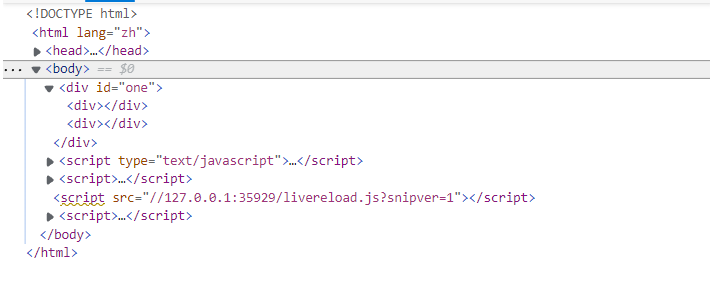 <!DOCTYPE html>
<html lang="zh">
<head>…</head>
… <body> == $0
<div id="one">
<div></div>
<div></div>
</div>
<script type="text/javascript">…</script>
<script>…</script>
<script src="//127.0.0.1:35929/livereload.js?snipver=1"></script>
<script>…</script>
</body>
</html>